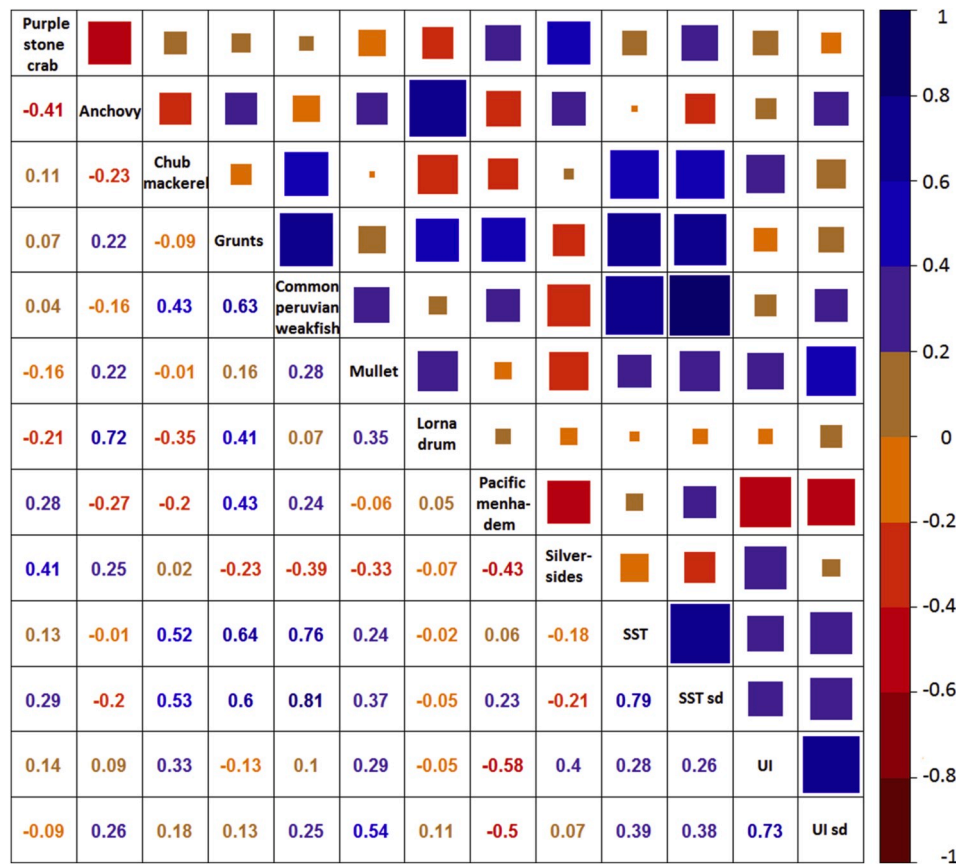 Purple
stone
crab
-0.41 Anchovy
0.11 -0.23 Chub
mackerel
0.07 0.22 -0.09 Grunts
0.04 -0.16 0.43 0.63 Common
peruvian
weakfish
-0.16 0.22 -0.01 0.16 0.28 Mullet
-0.21 0.72 -0.35 0.41 0.07 0.35 Lorna
drum
0.28 -0.27 -0.2 0.43 0.24 -0.06 0.05 Pacific
menha-
dem
0.41 0.25 0.02 -0.23 -0.39 -0.33 -0.07 -0.43 Silver-
sides
0.13 -0.01 0.52 0.64 0.76 0.24 -0.02 0.06 -0.18 SST
0.29 -0.2 0.53 0.6 0.81 0.37 -0.05 0.23 -0.21 0.79 SST sd
0.14 0.09 0.33 -0.13 0.1 0.29 -0.05 -0.58 0.4 0.28 0.26 UI
-0.09 0.26 0.18 0.13 0.25 0.54 0.11 -0.5 0.07 0.39 0.38 0.73 UI sd
1
0.8
0.6
0.4
0.2
0
-0.2
-0.4
-0.6
-0.8
-1